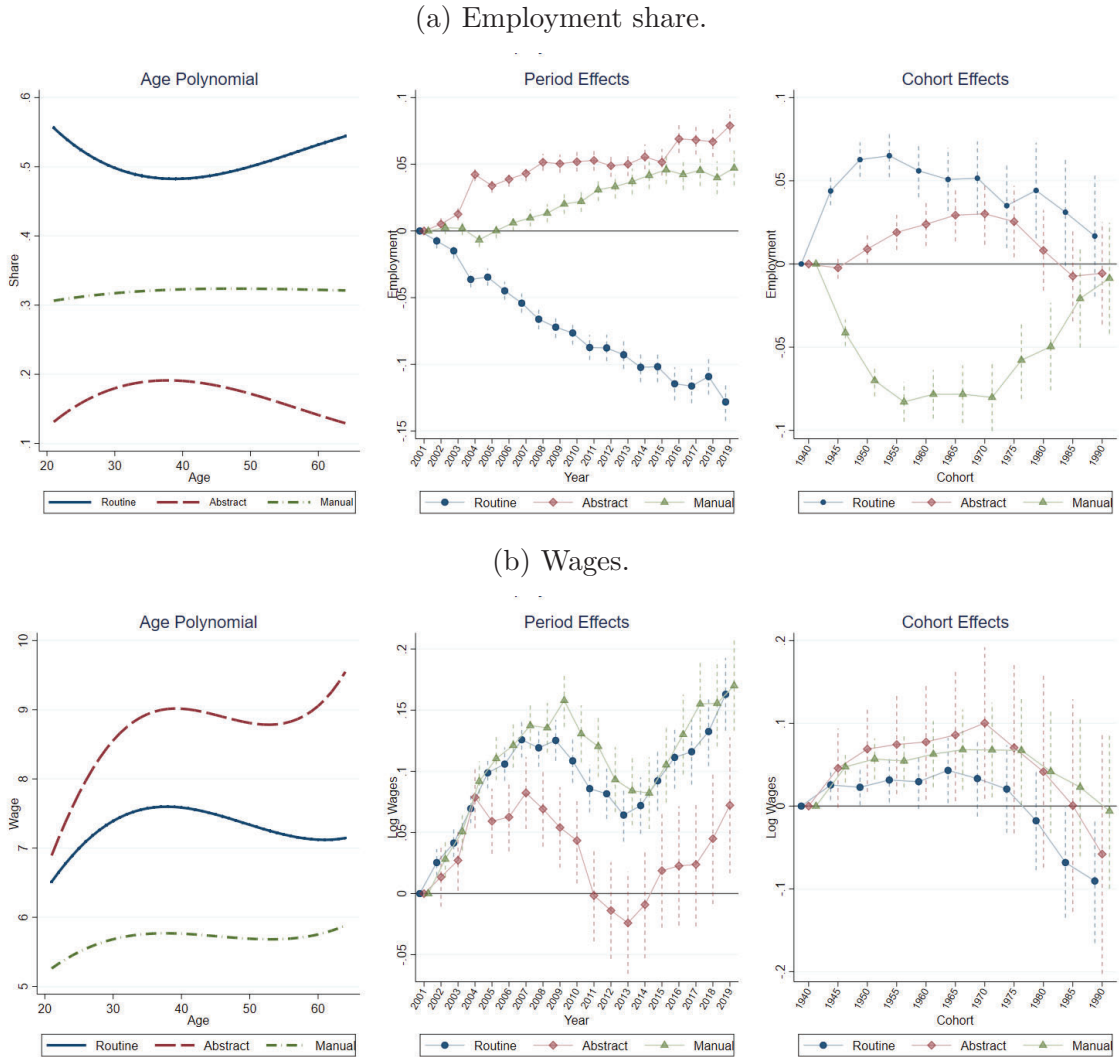 (a) Employment share.
Age Polynomial
Share
.6
.5
.4
.3
.2
.1
20 30 40 50 60
Age
Routine Abstract Manual
Period Effects
Employment
.1
.05
0
-.05
-.1
-.15
2001 2002 2003 2004 2005 2006 2007 2008 2009 2010 2011 2012 2013 2014 2015 2016 2017 2018 2019
Year
Routine Abstract Manual
Cohort Effects
Employment
.1
.05
0
-.05
-.1
1940 1945 1950 1955 1960 1965 1970 1975 1980 1985 1990
Cohort
Routine Abstract Manual
(b) Wages.
Age Polynomial
Wage
10
9
8
7
6
5
20 30 40 50 60
Age
Routine Abstract Manual
Period Effects
Log Wages
.2
.15
.1
.05
0
-.05
2001 2002 2003 2004 2005 2006 2007 2008 2009 2010 2011 2012 2013 2014 2015 2016 2017 2018 2019
Year
Routine Abstract Manual
Cohort Effects
Log Wages
.2
.1
0
-.1
-.2
1940 1945 1950 1955 1960 1965 1970 1975 1980 1985 1990
Cohort
Routine Abstract Manual